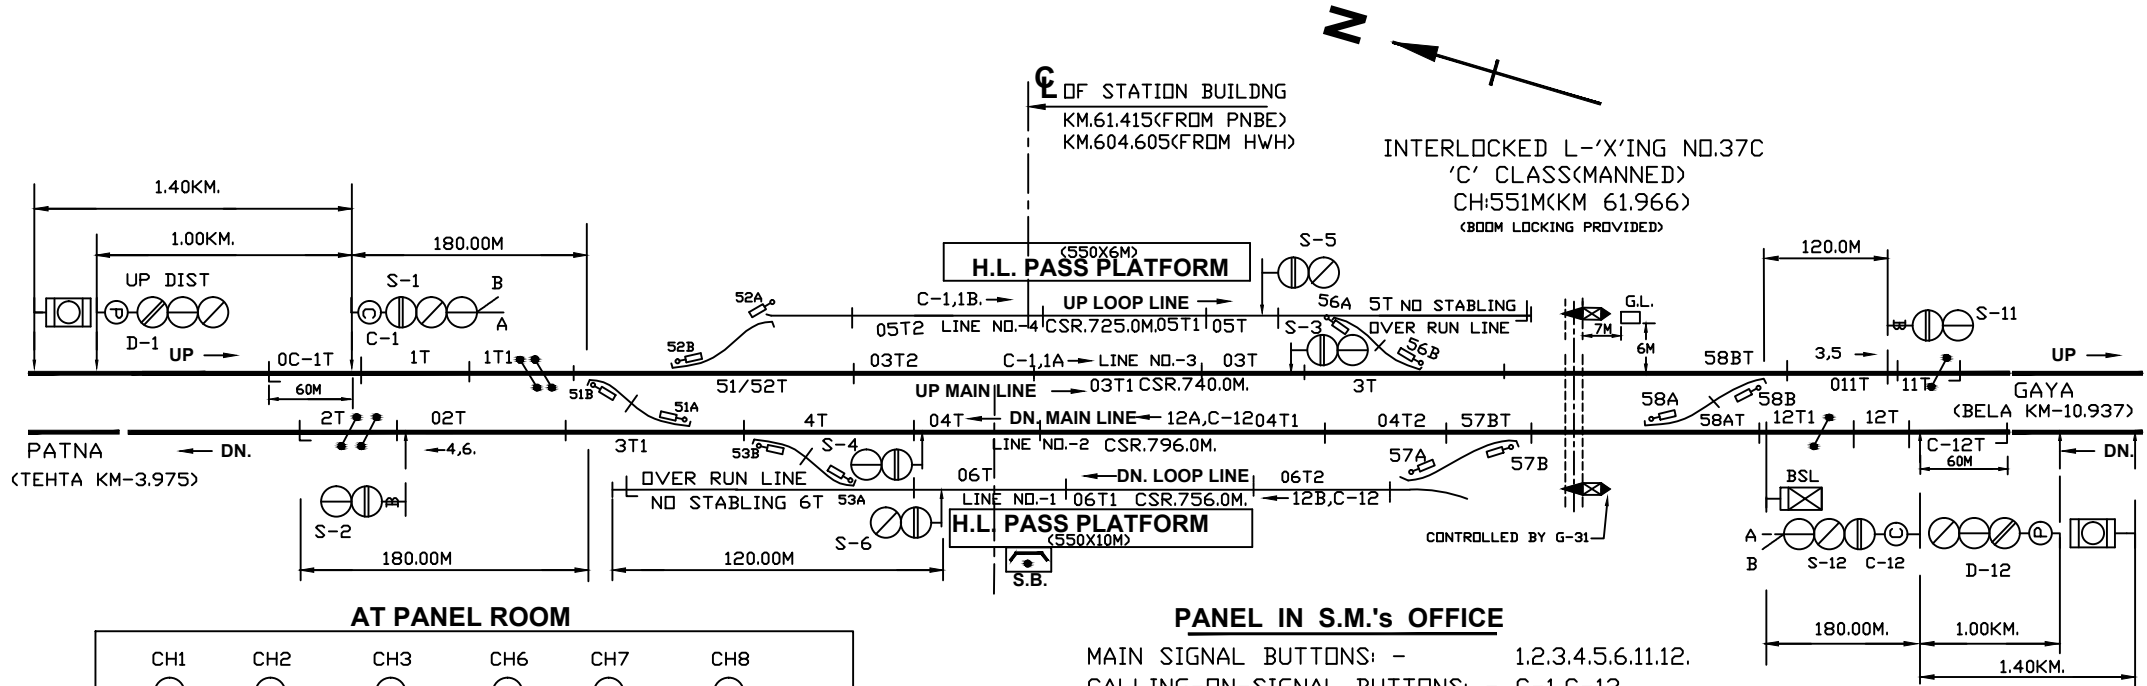 N
C
L OF STATION BUILDNG
KM.61.415(FROM PNBE)
KM.604.605(FROM HWH)
INTERLOCKED L-'X'ING NO.37C
'C' CLASS(MANNED)
CH:551M(KM 61.966)
(BOOM LOCKING PROVIDED)
1.40KM.
1.00KM.
180.00M
120.0M
(550X6M)
H.L. PASS PLATFORM
S-5
UP DIST
S-1
B
A
P
C
D-1
C-1
52A
C-1,1B.
UP LOOP LINE
56A
5T NO STABLING
G.L.
S-11
B
05T2
LINE NO.-4
CSR.725.0M.
05T1
05T
S-3
OVER RUN LINE
7M
6M
UP
0C-1T
1T
1T1
52B
03T2
C-1,1A
LINE NO.-3
03T
56B
58BT
3,5
UP
60M
51B
51/52T
UP MAIN LINE
03T1
CSR.740.0M.
3T
58A
58B
011T
11T
GAYA
(BELA KM-10.937)
2T
02T
51A
4T
04T
DN. MAIN LINE
12A,C-12
04T1
04T2
57BT
58AT
12T1
12T
C-12T
PATNA
(TEHTA KM-3.975)
DN.
4,6.
3T1
53B
S-4
LINE NO.-2
CSR.796.0M.
57A
57B
60M
DN.
OVER RUN LINE
NO STABLING 6T
53A
06T
DN. LOOP LINE
06T2
BSL
LINE NO.-1
06T1
CSR.756.0M.
12B,C-12
S-2
B
S-6
H.L. PASS PLATFORM
(550X10M)
S.B.
CONTROLLED BY G-31
A
B
C
P
S-12
C-12
D-12
180.00M
120.00M
AT PANEL ROOM
PANEL IN S.M.'s OFFICE
180.00M.
1.00KM.
1.40KM.
CH1
CH2
CH3
CH6
CH7
CH8
MAIN SIGNAL BUTTONS: - 1.2.3.4.5.6.11.12.
CALLING-ON SIGNAL BUTTONS: - C-1,C-12